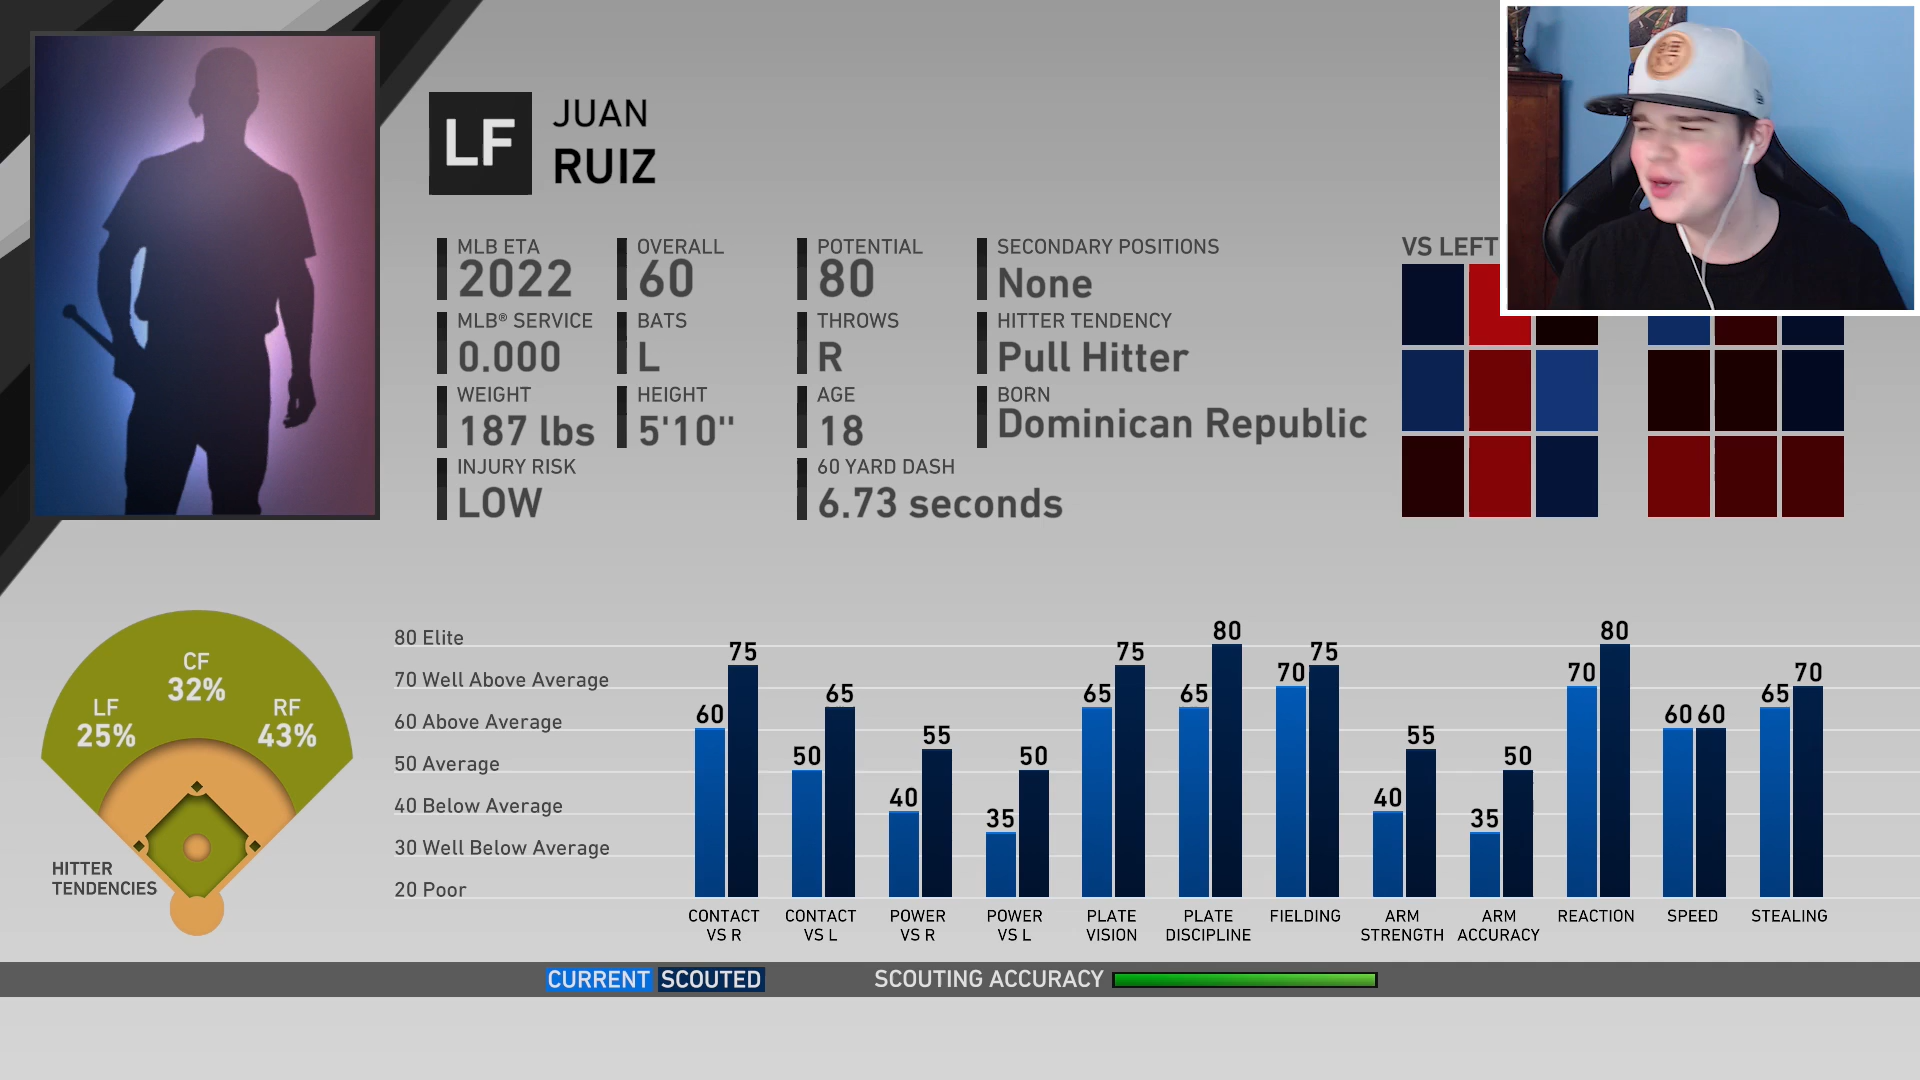 LF
JUAN
RUIZ
MLB ETA
2022
OVERALL
60
POTENTIAL
80
SECONDARY POSITIONS
None
MLB® SERVICE
0.000
BATS
L
THROWS
R
HITTER TENDENCY
Pull Hitter
WEIGHT
187 lbs
HEIGHT
5'10"
AGE
18
BORN
Dominican Republic
INJURY RISK
LOW
60 YARD DASH
6.73 seconds
VS LEFT
CF
32%
LF
25%
RF
43%
HITTER
TENDENCIES
80 Elite
70 Well Above Average
60 Above Average
50 Average
40 Below Average
30 Well Below Average
20 Poor
60 75
50 65
40 55
35 50
65 75
65 80
70 75
40 55
35 50
70 80
60 60
65 70
CONTACT
VS R
CONTACT
VS L
POWER
VS R
POWER
VS L
PLATE
VISION
PLATE
DISCIPLINE
FIELDING
ARM
STRENGTH
ARM
ACCURACY
REACTION
SPEED
STEALING
CURRENT SCOUTED
SCOUTING ACCURACY